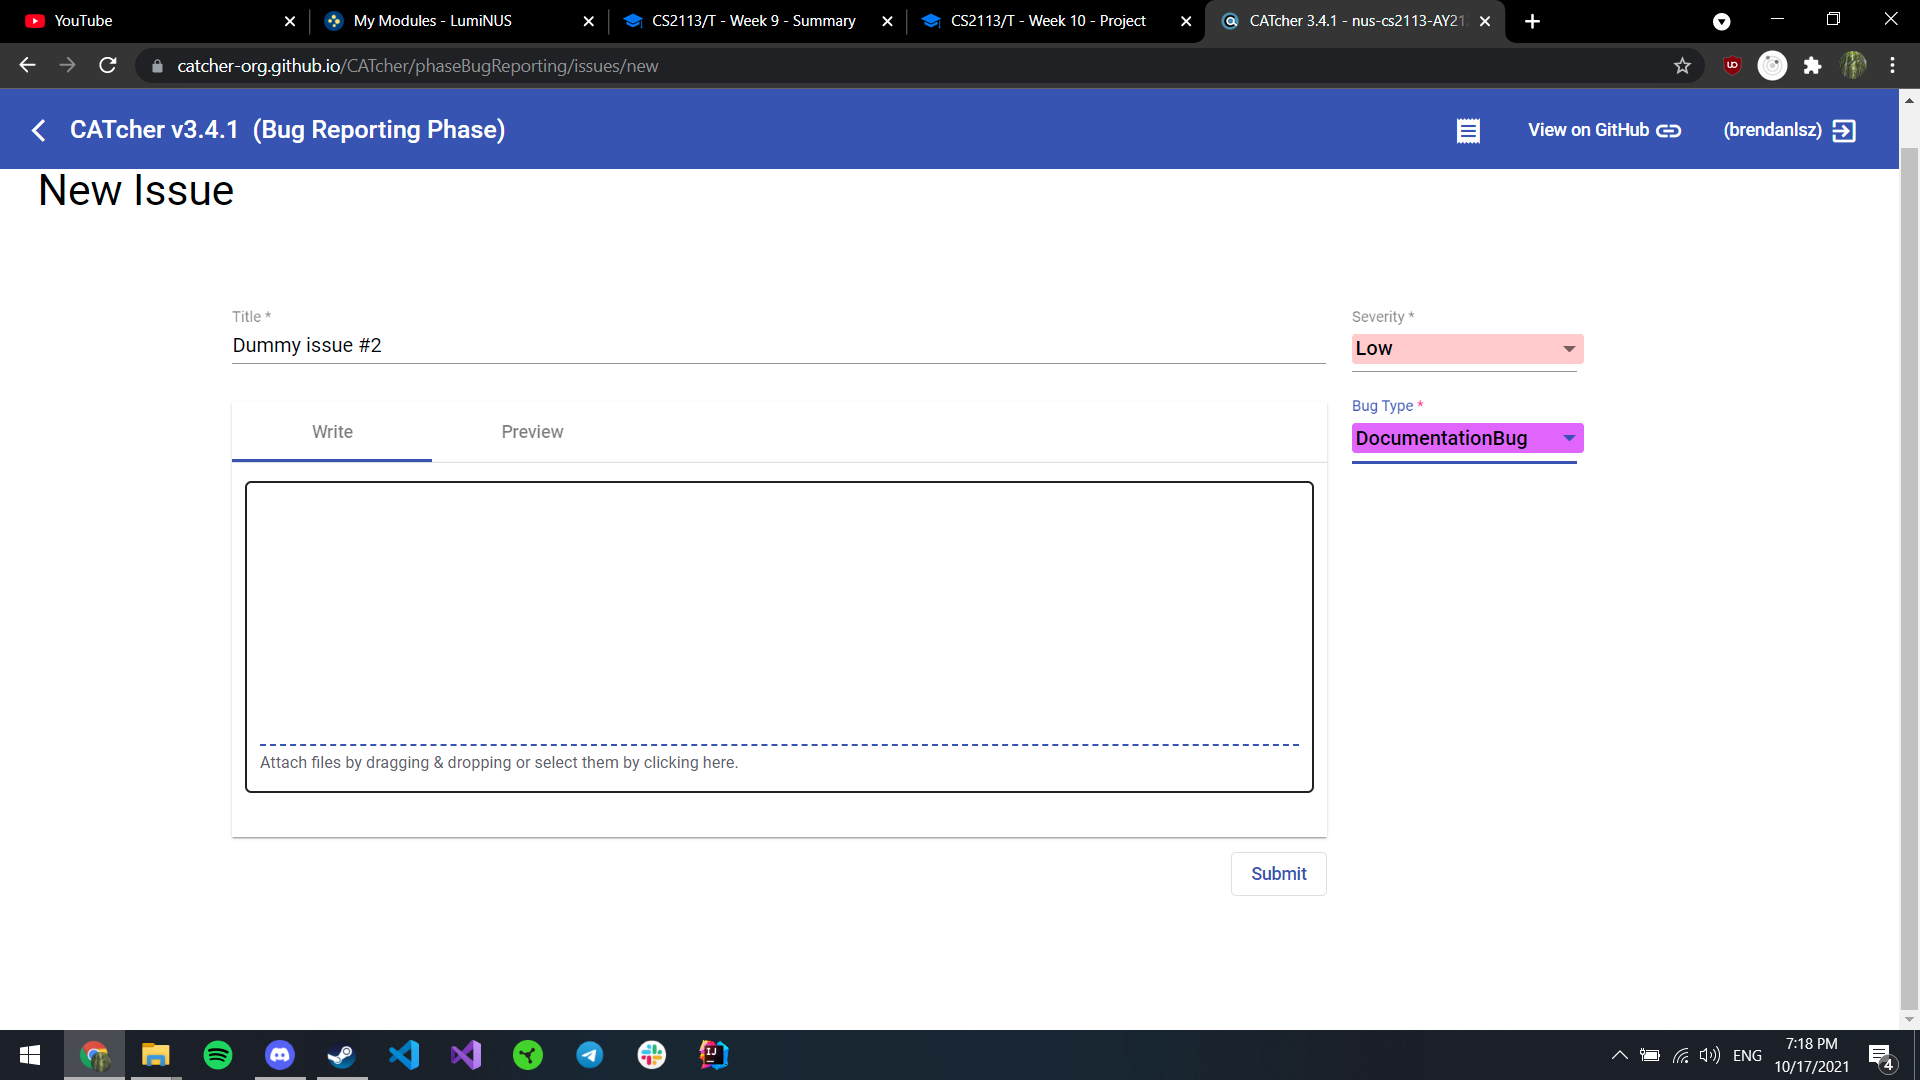 YouTube
My Modules - LumiNUS
CS2113/T - Week 9 - Summary
CS2113/T - Week 10 - Project
CATcher 3.4.1 - nus-cs2113-AY21
catcher-org.github.io/CATcher/phaseBugReporting/issues/new
CATcher v3.4.1 (Bug Reporting Phase)
View on GitHub
(brendanlsz)
New Issue
Title *
Dummy issue #2
Severity *
Low
Write
Preview
Bug Type *
DocumentationBug
Attach files by dragging & dropping or select them by clicking here.
Submit
ENG
7:18 PM
10/17/2021
4